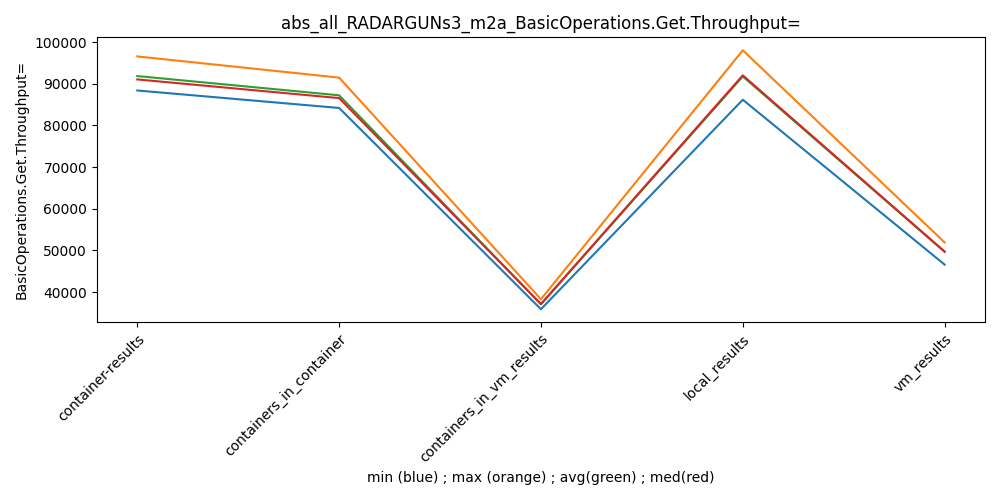 abs_all_RADARGUNs3_m2a_BasicOperations.Get.Throughput=
BasicOperations.Get.Throughput=
100000
90000
80000
70000
60000
50000
40000
container-results
containers_in_container
containers_in_vm_results
local_results
vm_results
min (blue) ; max (orange) ; avg(green) ; med(red)